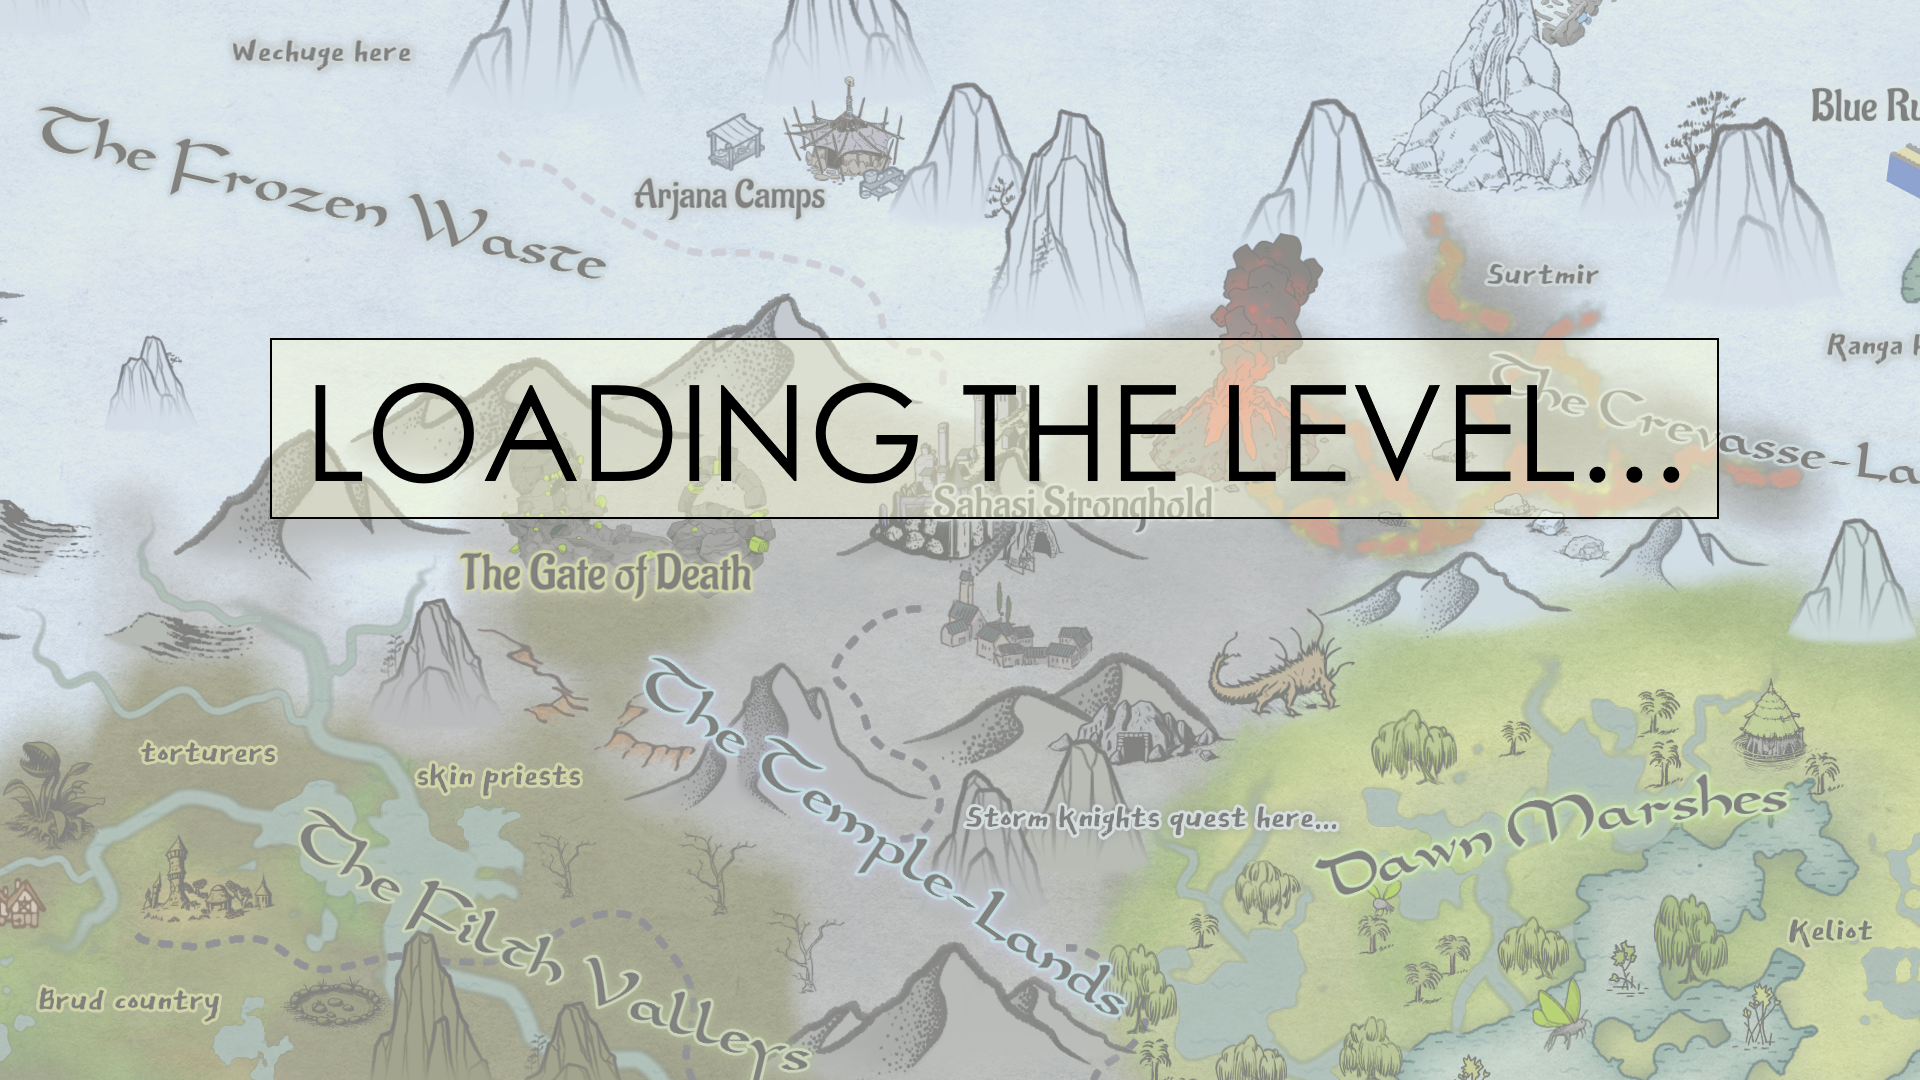 Wechuge here
The Frozen Waste
Arjana Camps
Blue Ru
Surtmir
Ranga
The Crevasse-La
LOADING THE LEVEL...
Sahasi Stronghold
The Gate of Death
torturers
skin priests
The Temple-Lands
Storm knights quest here...
Dawn Marshes
The Filth Valleys
Keliot
Brud country